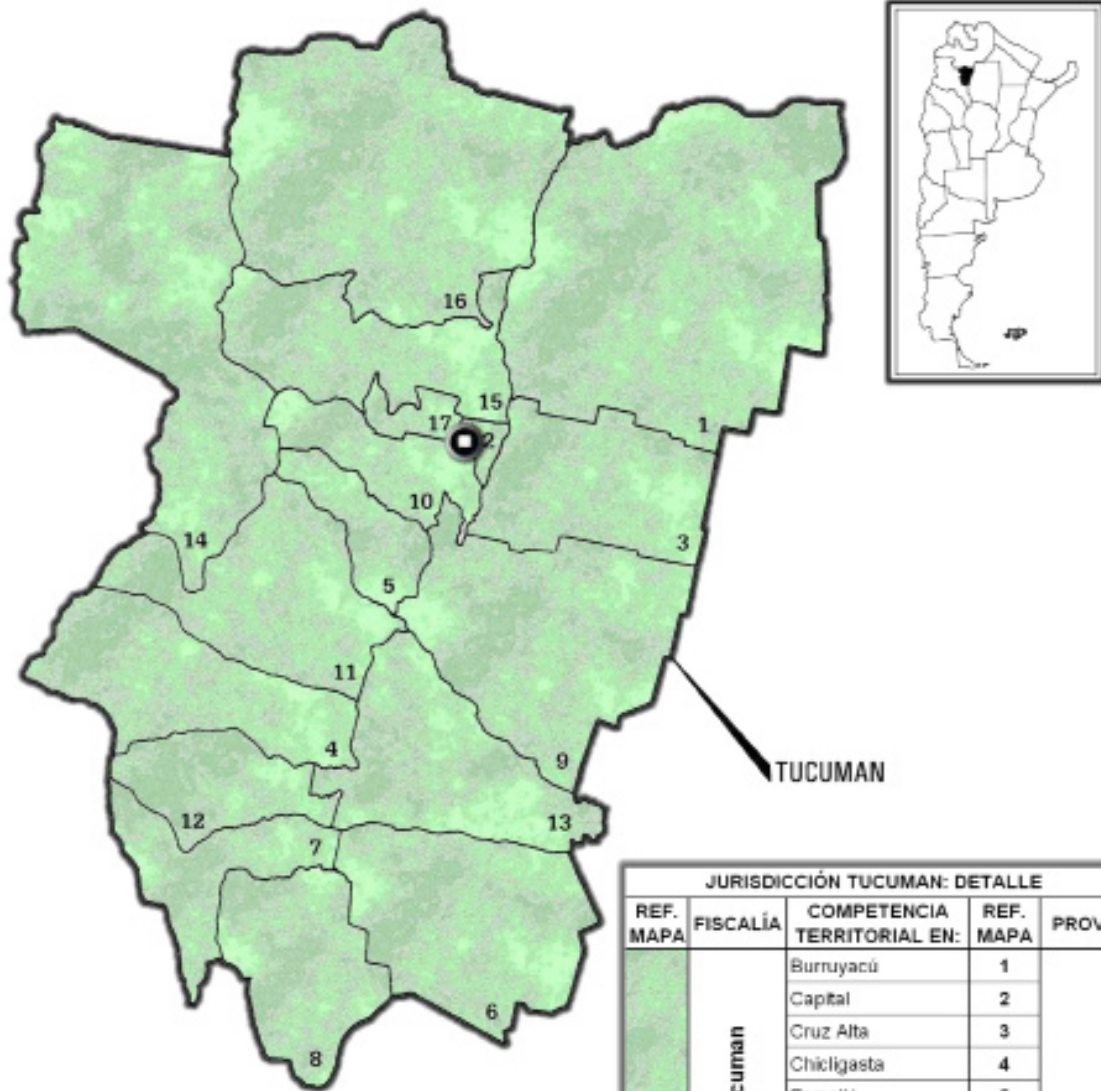 16
15
1
17
2
10
3
14
5
11
4
9
TUCUMAN
12
13
7
6
8
JURISDICCIÓN TUCUMAN: DETALLE
REF. MAPA FISCALÍA COMPETENCIA TERRITORIAL EN: REF. MAPA PROV
Burruyacú 1
Capital 2
Cruz Alta 3
Chicligasta 4